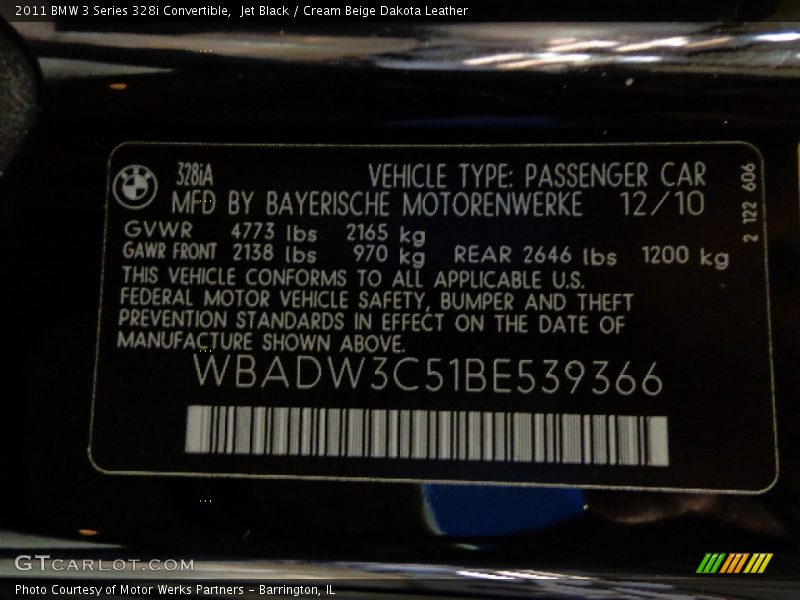 2011 BMW 3 Series 328i Convertible,  Jet Black / Cream Beige Dakota Leather
BMW
328iA VEHICLE TYPE: PASSENGER CAR
MFD BY BAYERISCHE MOTORENWERKE 12/10
GVWR 4773 lbs 2165 kg
GAWR FRONT 2138 lbs 970 kg REAR 2646 lbs 1200 kg
THIS VEHICLE CONFORMS TO ALL APPLICABLE U.S.
FEDERAL MOTOR VEHICLE SAFETY, BUMPER AND THEFT
PREVENTION STANDARDS IN EFFECT ON THE DATE OF
MANUFACTURE SHOWN ABOVE.
WBADW3C51BE539366
2 122 606
GTCARLOT.COM
Photo Courtesy of Motor Werks Partners - Barrington, IL